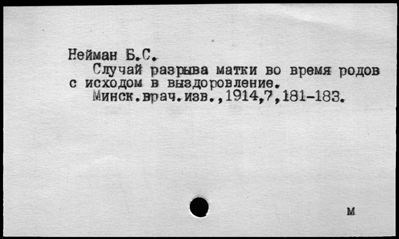 Нейман Б.С.
Случай разрыва матки во время родов
с исходом в выздоровление.
Минск.врач.изв.,1914,7,181-183.
м